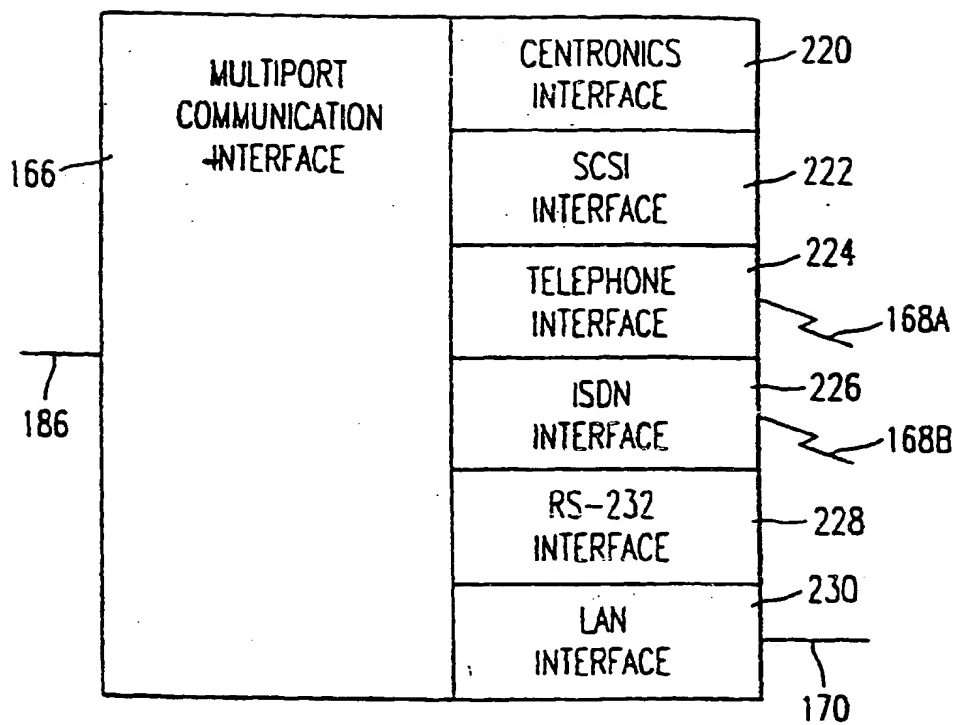 MULTIPORT
COMMUNICATION
INTERFACE
166
186
CENTRONICS
INTERFACE
220
SCSI
INTERFACE
222
TELEPHONE
INTERFACE
224
168A
ISDN
INTERFACE
226
168B
RS-232
INTERFACE
228
LAN
INTERFACE
230
170